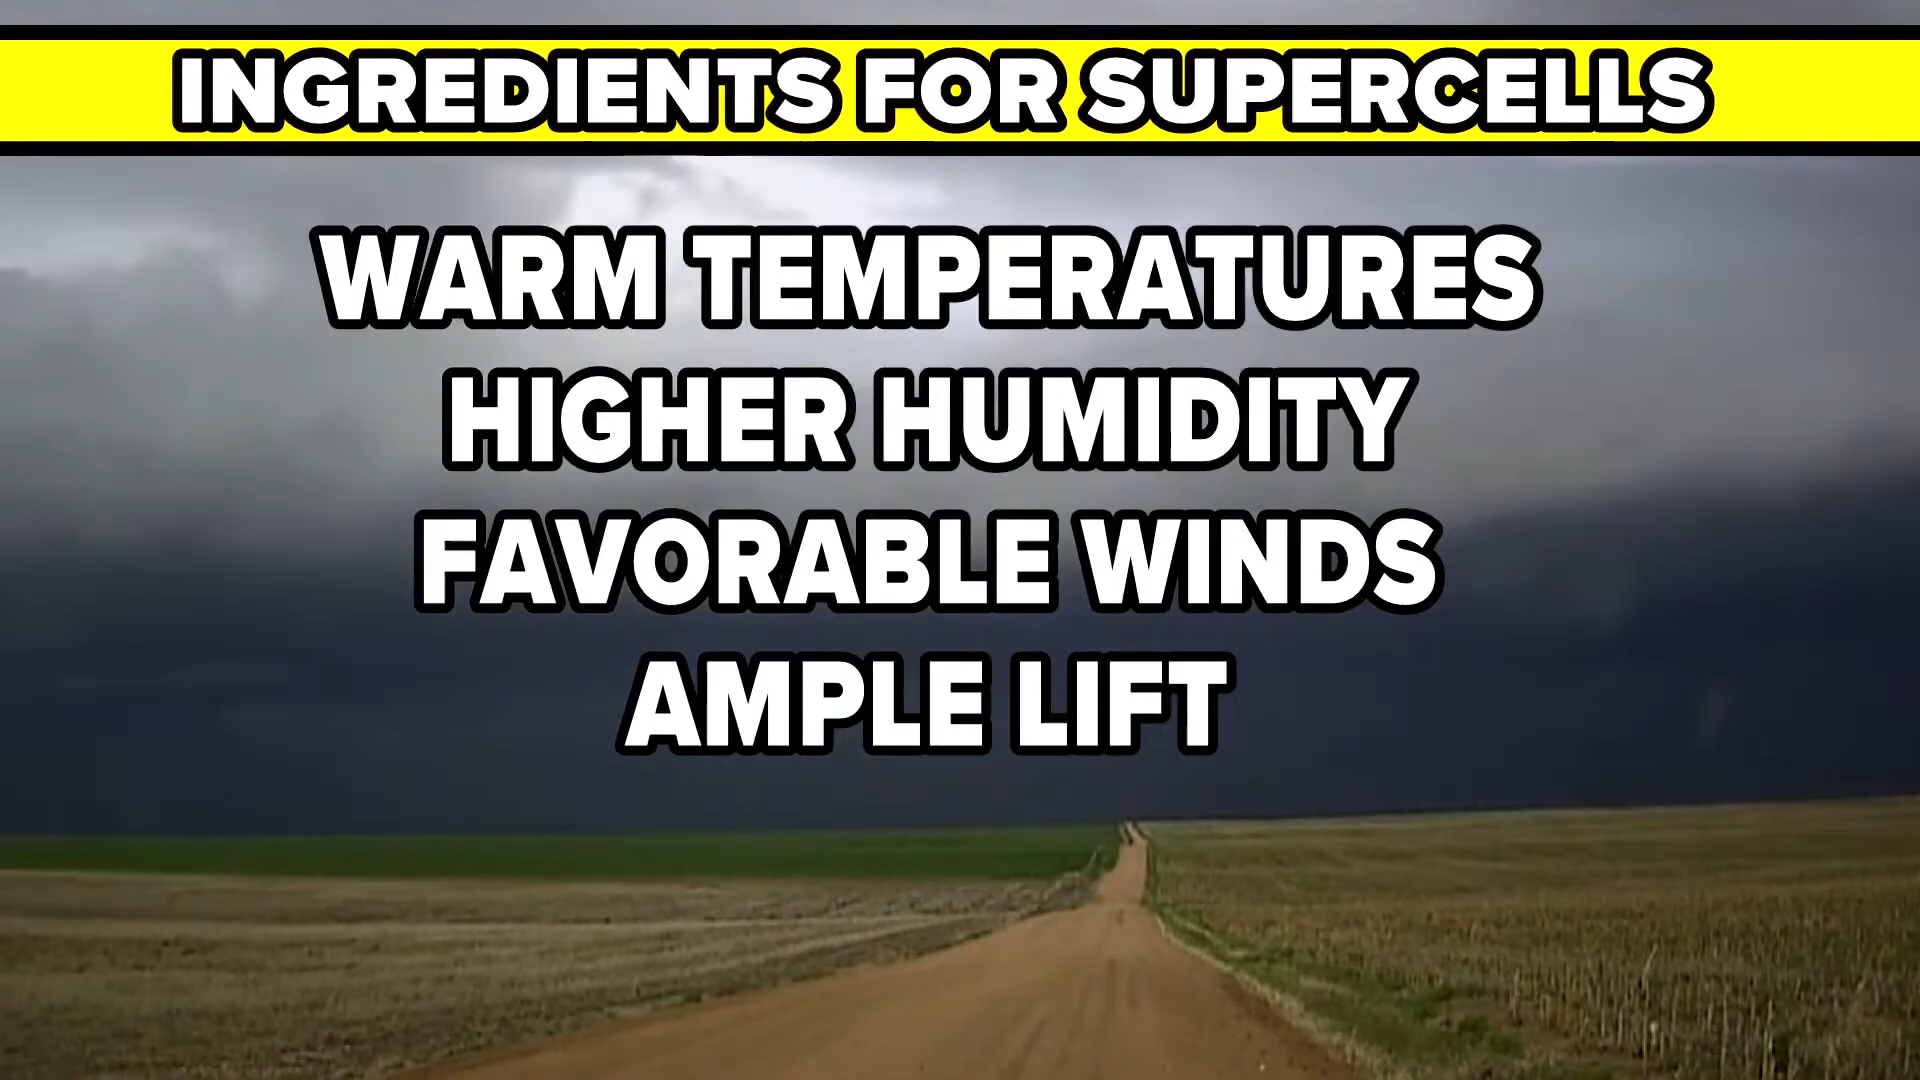 INGREDIENTS FOR SUPERCELLS
WARM TEMPERATURES
HIGHER HUMIDITY
FAVORABLE WINDS
AMPLE LIFT